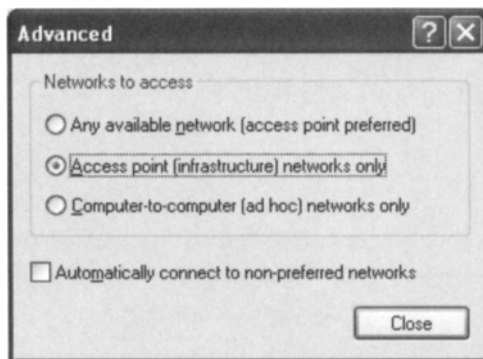 Advanced
Networks to access
Any available network (access point preferred)
Access point (infrastructure) networks only
Computer-to-computer (ad hoc) networks only
Automatically connect to non-preferred networks
Close